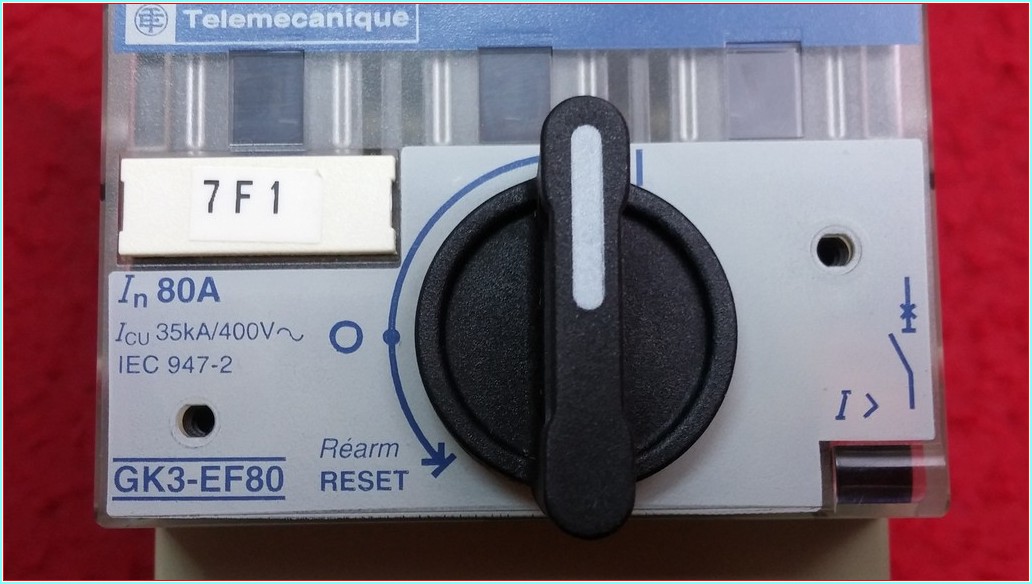 Telemecanique
7F1
In 80A
ICU 35kA/400V~
IEC 947-2
O
I >
Réarm
RESET
GK3-EF80